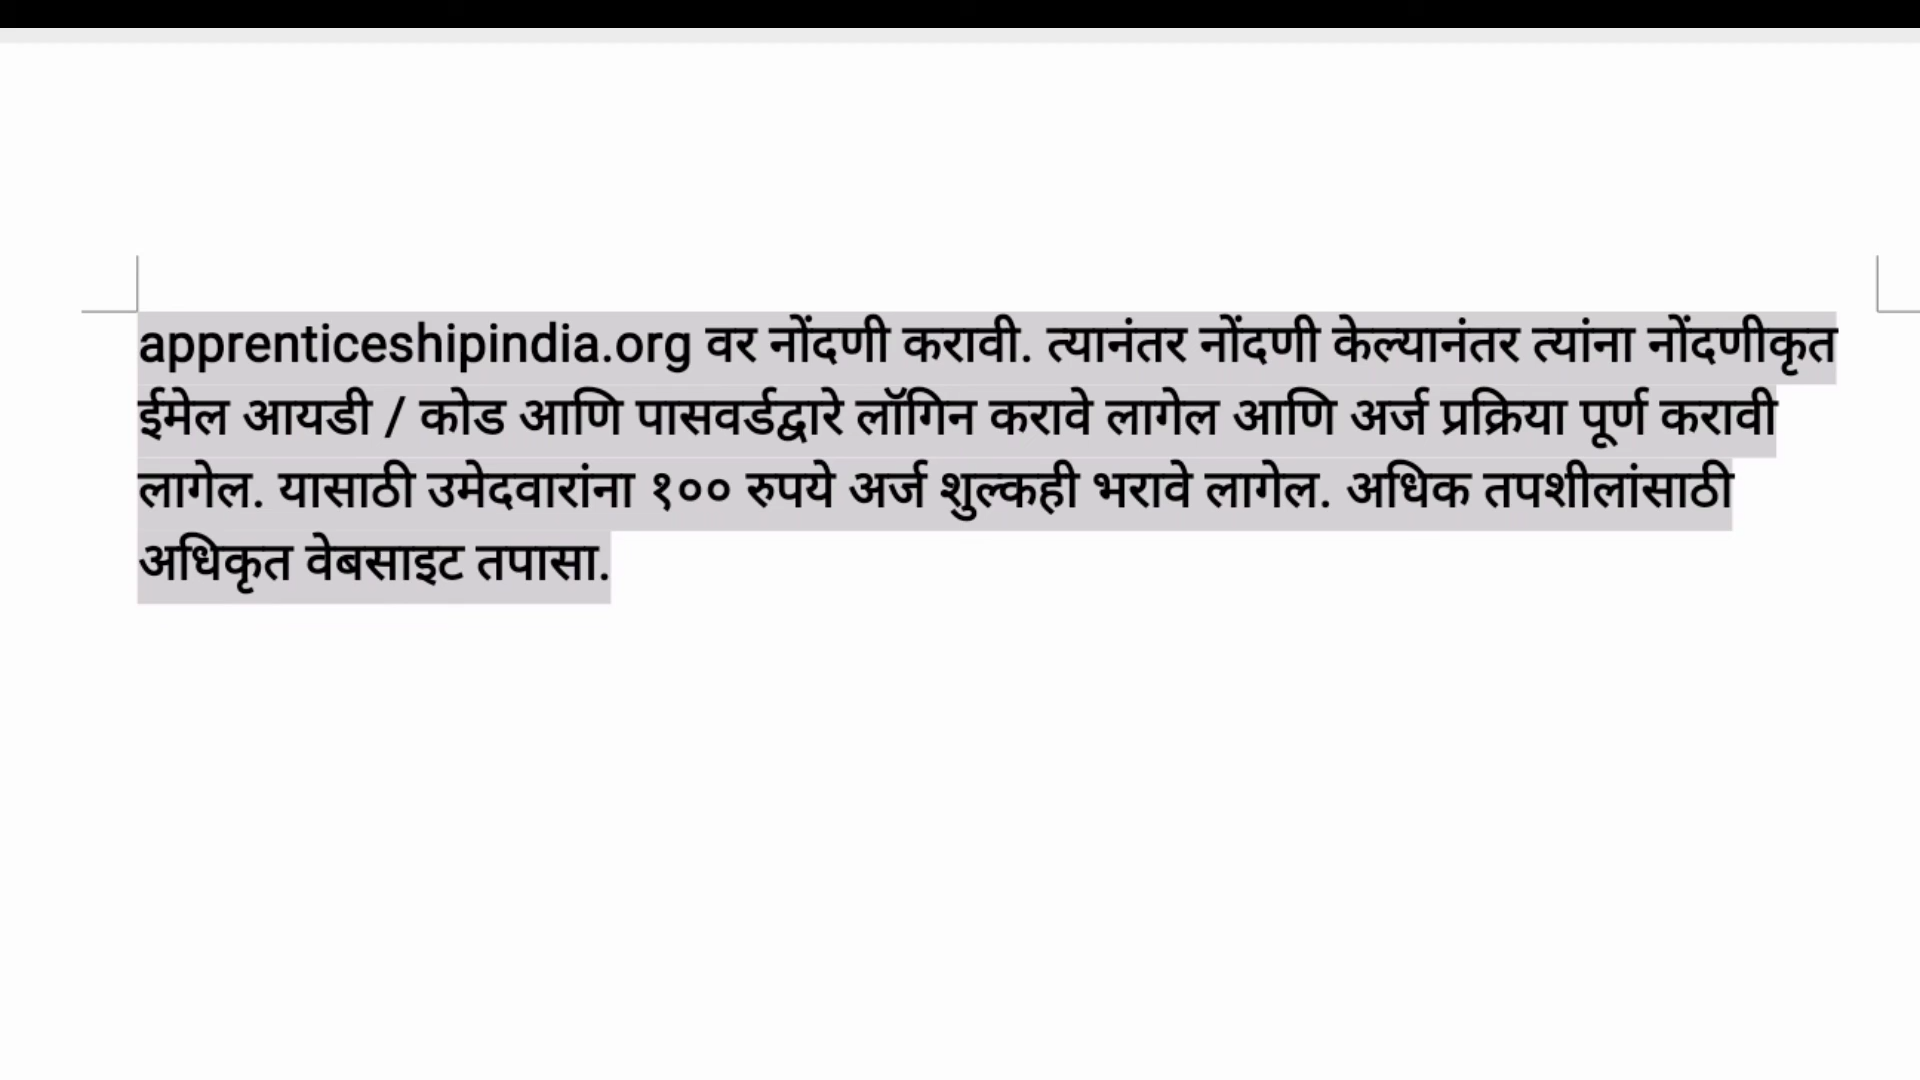 apprenticeshipindia.org वर नोंदणी करावी. त्यानंतर नोंदणी केल्यानंतर त्यांना नोंदणीकृत
ईमेल आयडी / कोड आणि पासवर्डद्वारे लॉगिन करावे लागेल आणि अर्ज प्रक्रिया पूर्ण करावी
लागेल. यासाठी उमेदवारांना १०० रुपये अर्ज शुल्कही भरावे लागेल. अधिक तपशीलांसाठी
अधिकृत वेबसाइट तपासा.